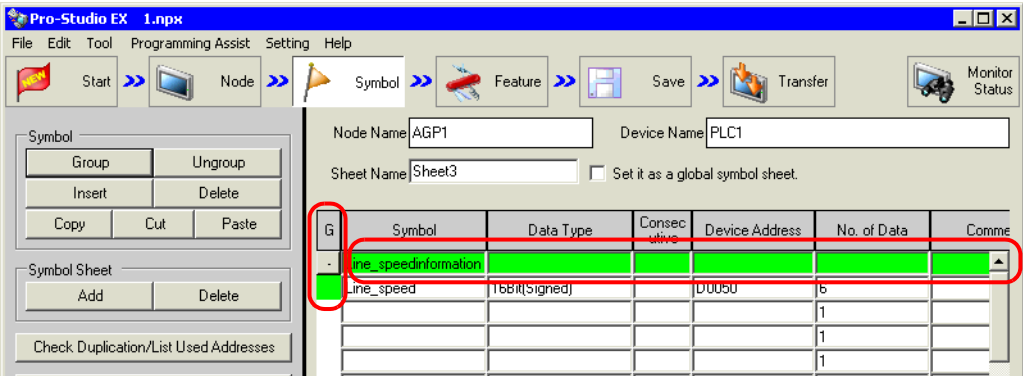 Pro-Studio EX 1.npx
File Edit Tool Programming Assist Setting Help
NEW Start Node Symbol Feature Save Transfer Monitor Status
Symbol
Group Ungroup
Insert Delete
Copy Cut Paste
Symbol Sheet
Add Delete
Check Duplication/List Used Addresses
Node Name AGP1 Device Name PLC1
Sheet Name Sheet3 Set it as a global symbol sheet.
G Symbol Data Type Consecutive Device Address No. of Data Comme
- Line_speedinformation
Line_speed 16Bit(Signed) D0050 6
1
1
1